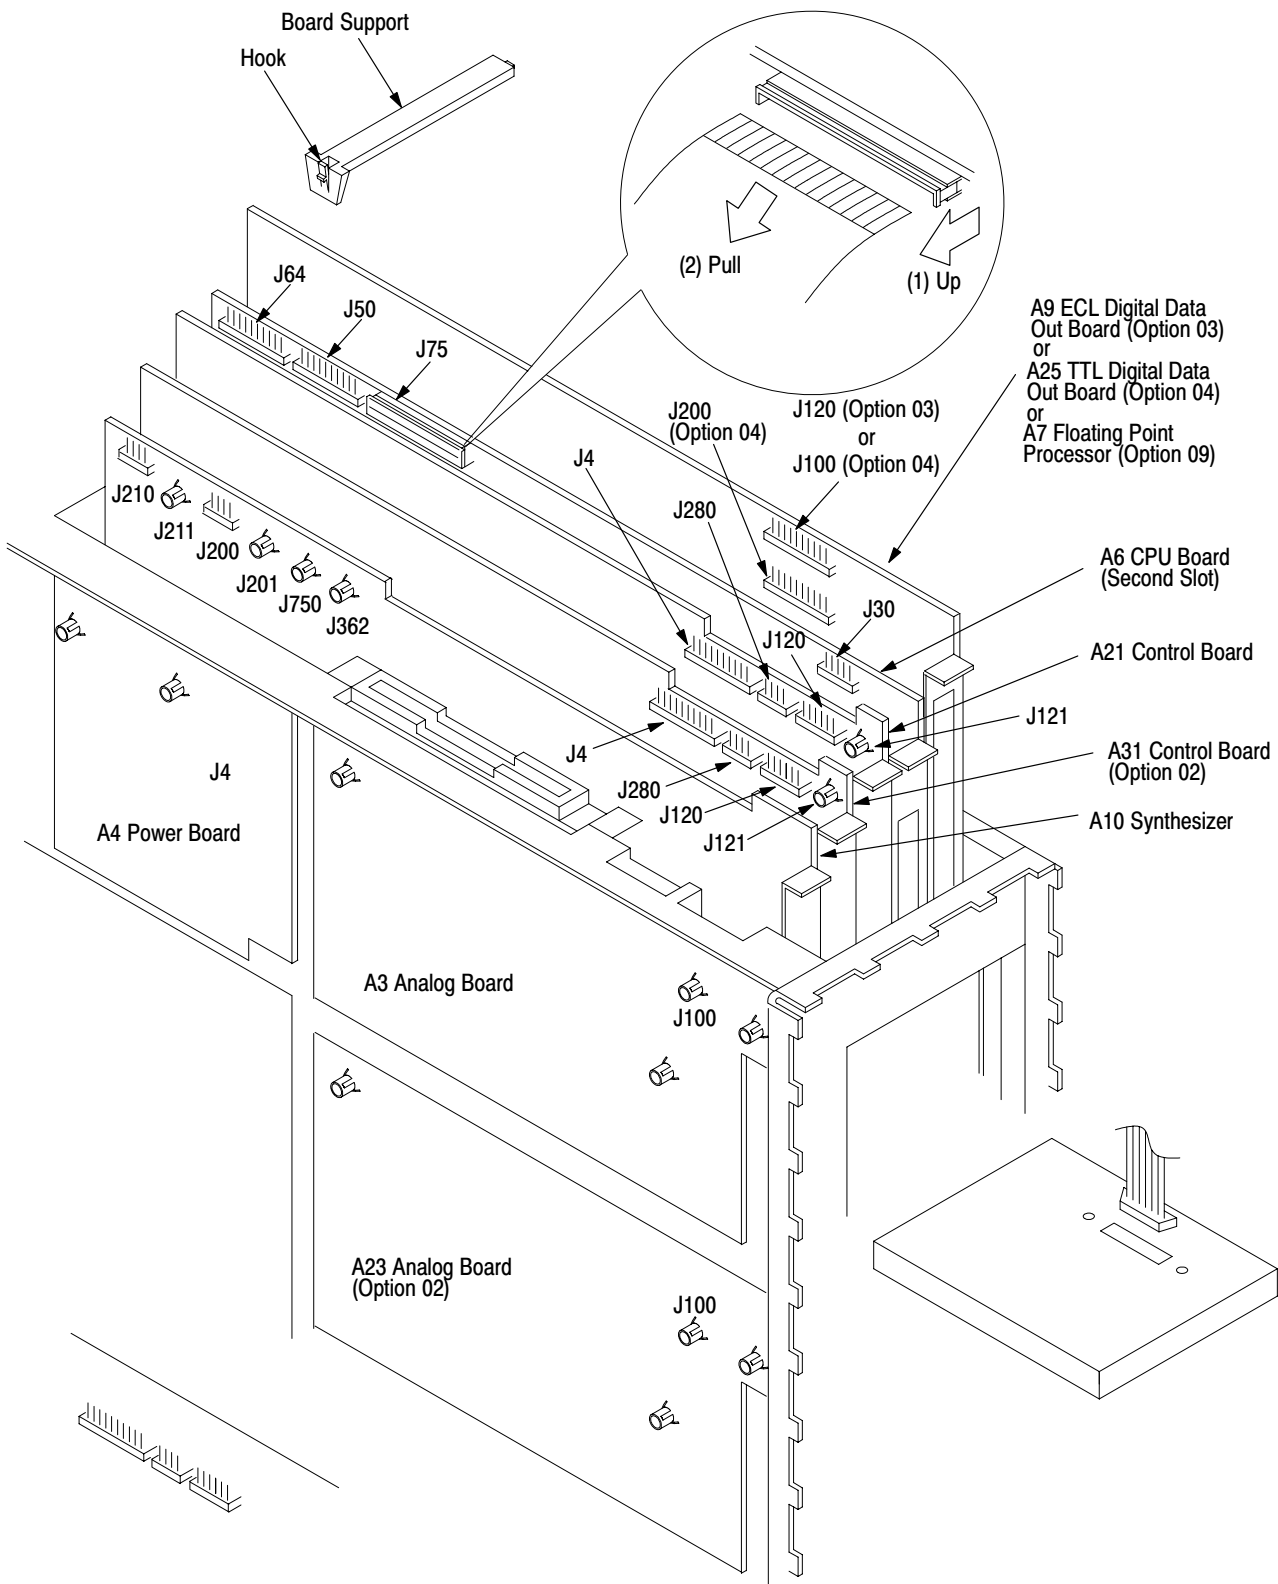 Board Support
Hook
(2) Pull
(1) Up
J64
J50
J75
A9 ECL Digital Data
Out Board (Option 03)
or
A25 TTL Digital Data
Out Board (Option 04)
or
A7 Floating Point
Processor (Option 09)
J200
(Option 04)
J120 (Option 03)
or
J100 (Option 04)
J4
J280
J210
J211
J200
J201
J750
J362
A6 CPU Board
(Second Slot)
J30
J120
A21 Control Board
J121
J4
A31 Control Board
(Option 02)
J280
J120
J121
A10 Synthesizer
J4
A4 Power Board
A3 Analog Board
J100
A23 Analog Board
(Option 02)
J100